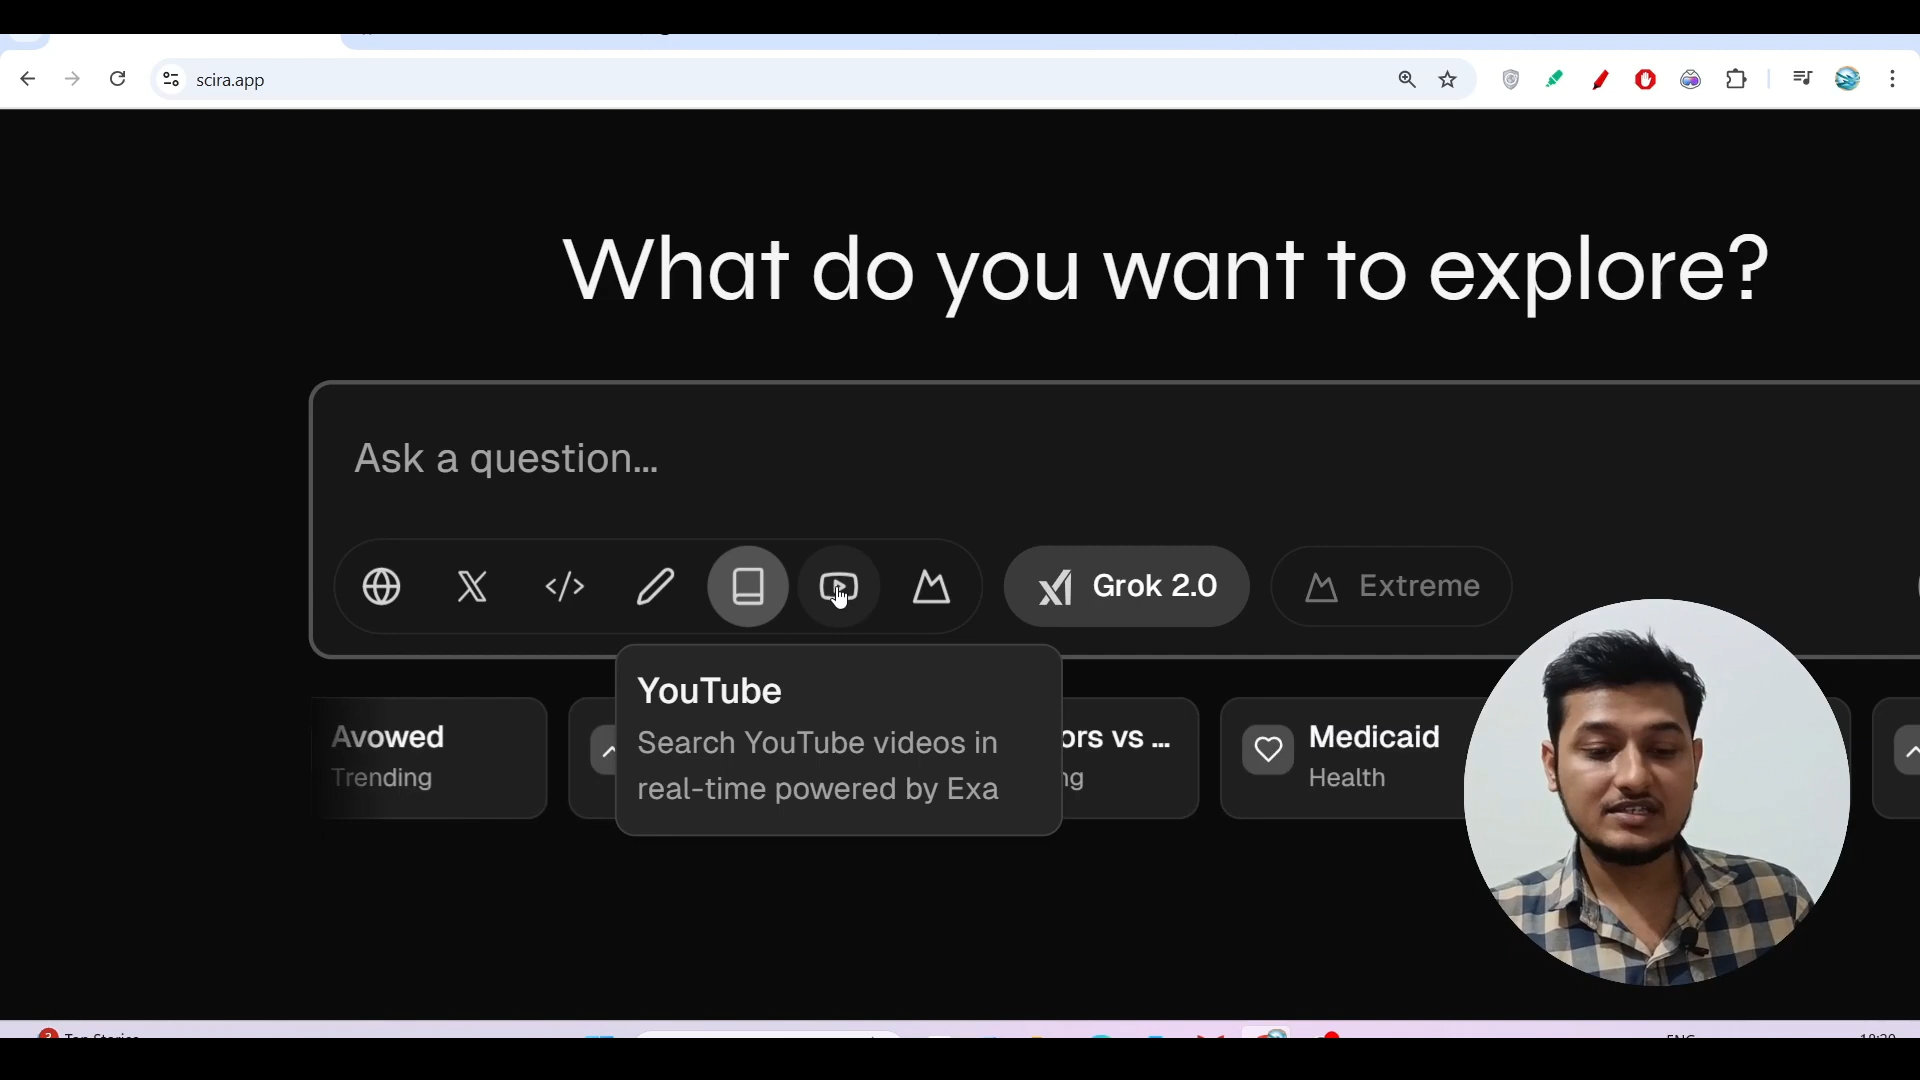 scira.app
What do you want to explore?
Ask a question...
Grok 2.0
Extreme
YouTube
Search YouTube videos in
real-time powered by Exa
Avowed
Trending
ors vs ...
ng
Medicaid
Health